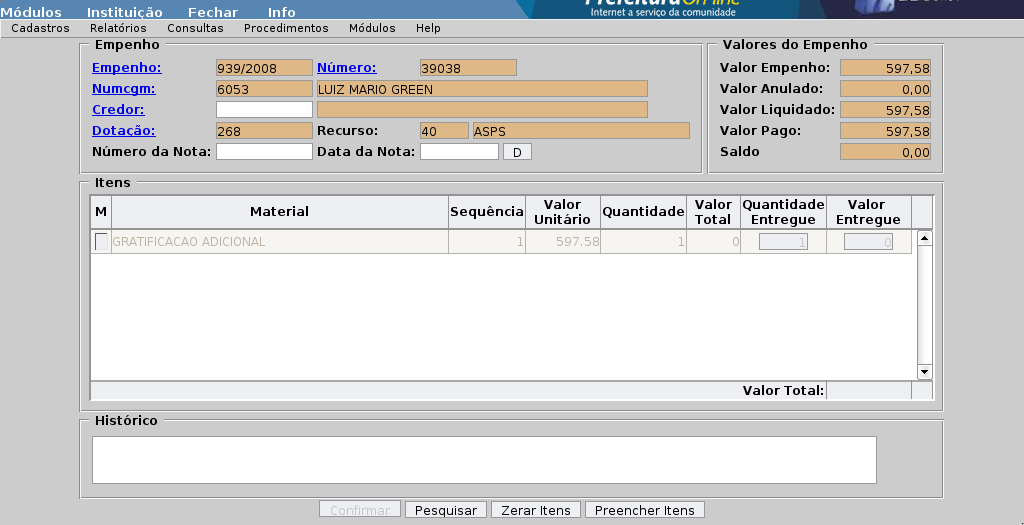 PrefeituraOn-line
Internet a serviço da comunidade
Módulos Instituição Fechar Info
Cadastros Relatórios Consultas Procedimentos Módulos Help
Empenho
Empenho: 939/2008 Número: 39038
Numcgm: 6053 LUIZ MARIO GREEN
Credor:
Dotação: 268 Recurso: 40 ASPS
Número da Nota: Data da Nota: D
Valores do Empenho
Valor Empenho: 597,58
Valor Anulado: 0,00
Valor Liquidado: 597,58
Valor Pago: 597,58
Saldo 0,00
Itens
M Material Sequência Valor Unitário Quantidade Valor Total Quantidade Entregue Valor Entregue
GRATIFICACAO ADICIONAL 1 597.58 1 0 1 0
Valor Total:
Histórico
Confirmar Pesquisar Zerar Itens Preencher Itens